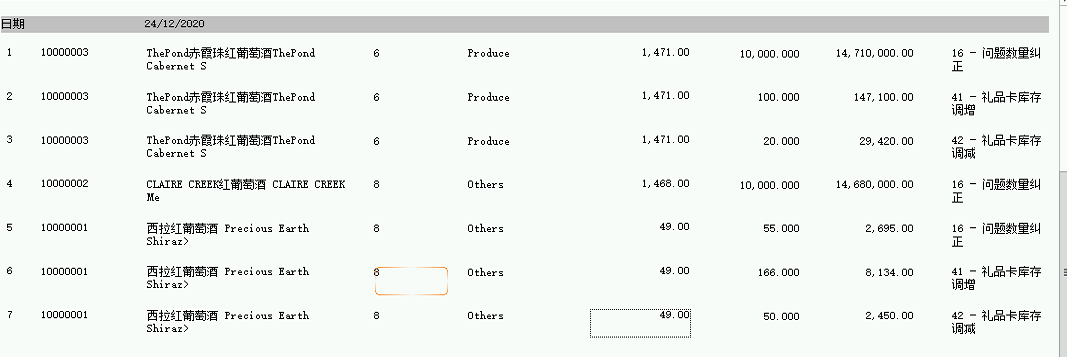 日期 24/12/2020
1 10000003 ThePond赤霞珠红葡萄酒ThePond 6 Produce 1,471.00 10,000.000 14,710,000.00 16 - 问题数量纠
Cabernet S 正
2 10000003 ThePond赤霞珠红葡萄酒ThePond 6 Produce 1,471.00 100.000 147,100.00 41 - 礼品卡库存
Cabernet S 调增
3 10000003 ThePond赤霞珠红葡萄酒ThePond 6 Produce 1,471.00 20.000 29,420.00 42 - 礼品卡库存
Cabernet S 调减
4 10000002 CLAIRE CREEK红葡萄酒 CLAIRE CREEK 8 Others 1,468.00 10,000.000 14,680,000.00 16 - 问题数量纠
Me 正
5 10000001 西拉红葡萄酒 Precious Earth 8 Others 49.00 55.000 2,695.00 16 - 问题数量纠
Shiraz> 正
6 10000001 西拉红葡萄酒 Precious Earth 8 Others 49.00 166.000 8,134.00 41 - 礼品卡库存
Shiraz> 调增
7 10000001 西拉红葡萄酒 Precious Earth 8 Others 49.00 50.000 2,450.00 42 - 礼品卡库存
Shiraz> 调减